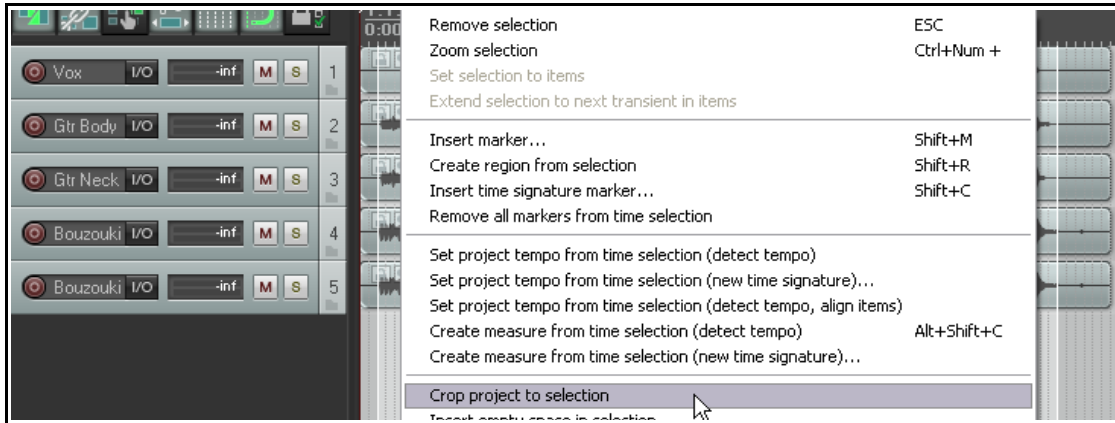 0:00
Remove selection ESC
Zoom selection Ctrl+Num +
Set selection to items
Extend selection to next transient in items
Insert marker... Shift+M
Create region from selection Shift+R
Insert time signature marker... Shift+C
Remove all markers from time selection
Set project tempo from time selection (detect tempo)
Set project tempo from time selection (new time signature)...
Set project tempo from time selection (detect tempo, align items)
Create measure from time selection (detect tempo) Alt+Shift+C
Create measure from time selection (new time signature)...
Crop project to selection
Insert empty space in selection
Vox I/O -inf M S 1
Gtr Body I/O -inf M S 2
Gtr Neck I/O -inf M S 3
Bouzouki I/O -inf M S 4
Bouzouki I/O -inf M S 5